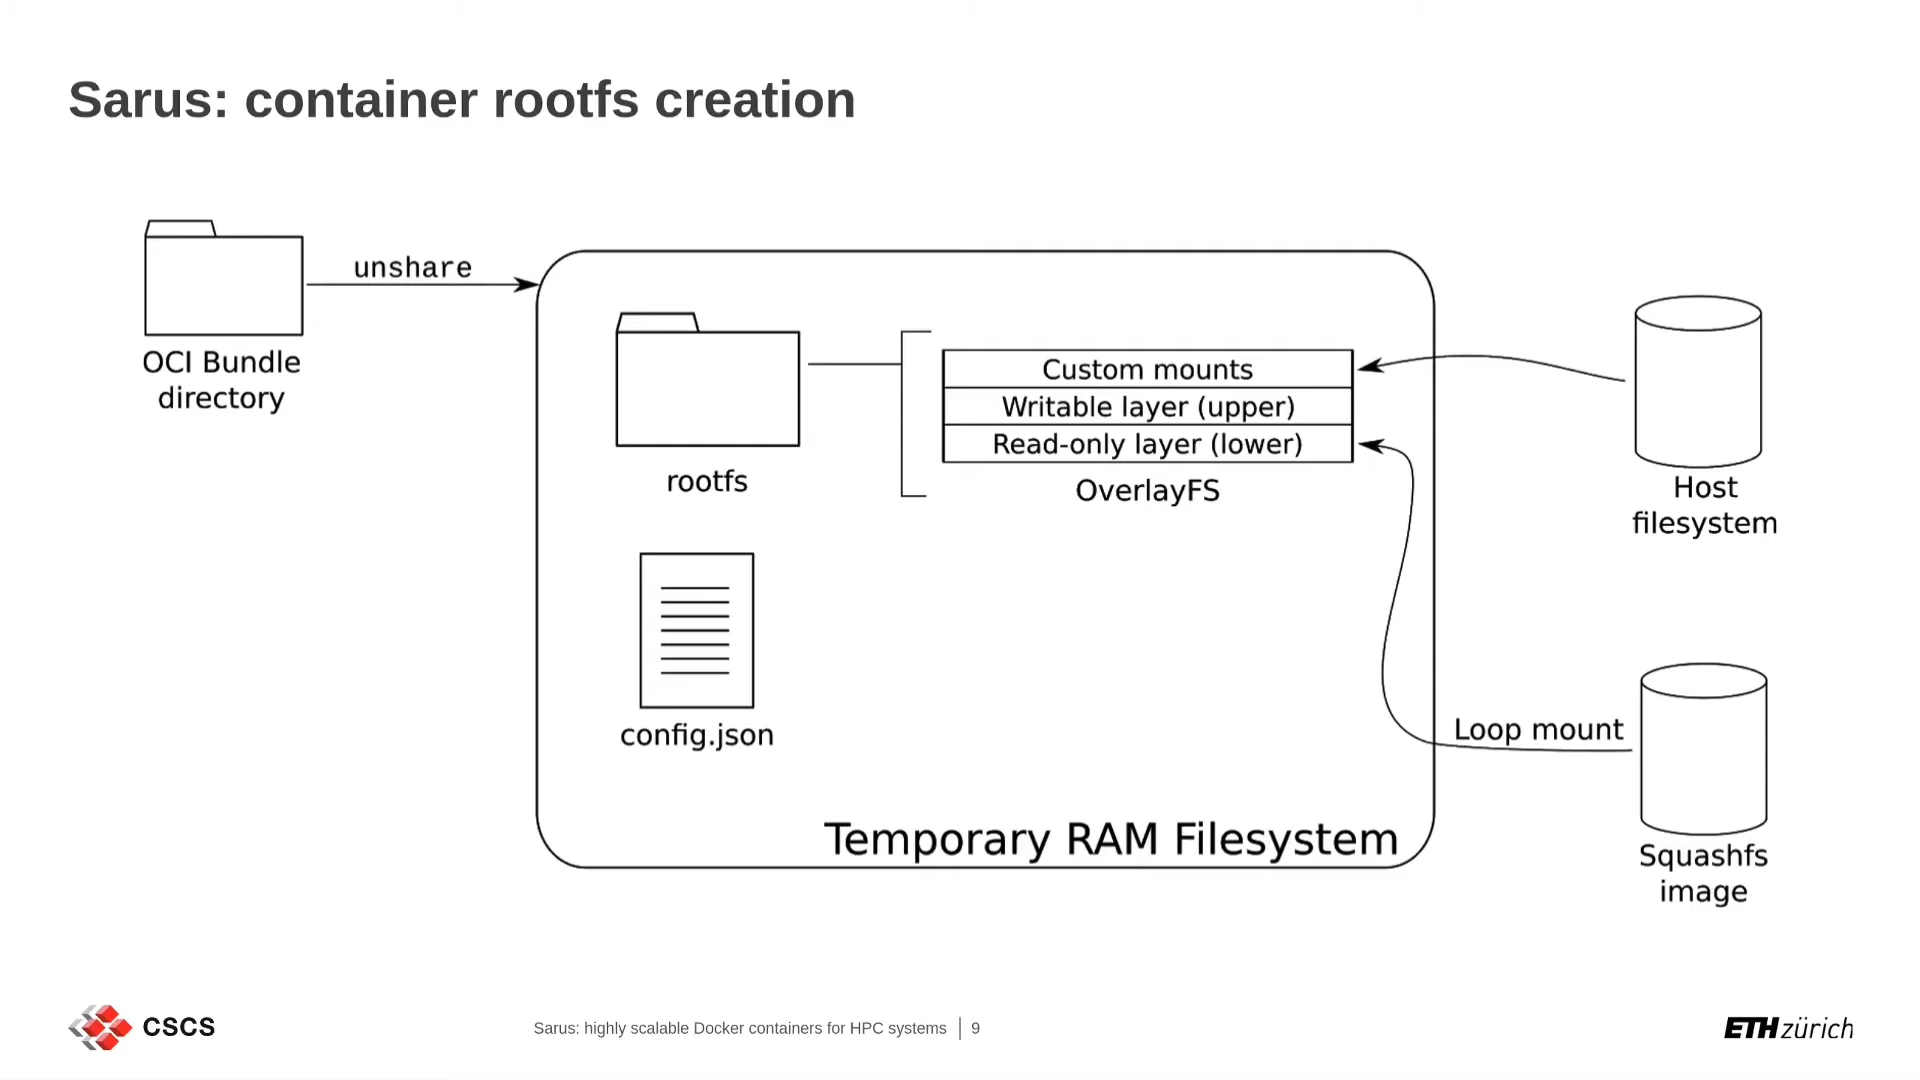 Sarus: container rootfs creation
unshare
OCI Bundle
directory
rootfs
config.json
Custom mounts
Writable layer (upper)
Read-only layer (lower)
OverlayFS
Temporary RAM Filesystem
Host
filesystem
Loop mount
Squashfs
image
CSCS
Sarus: highly scalable Docker containers for HPC systems
9
ETH zürich